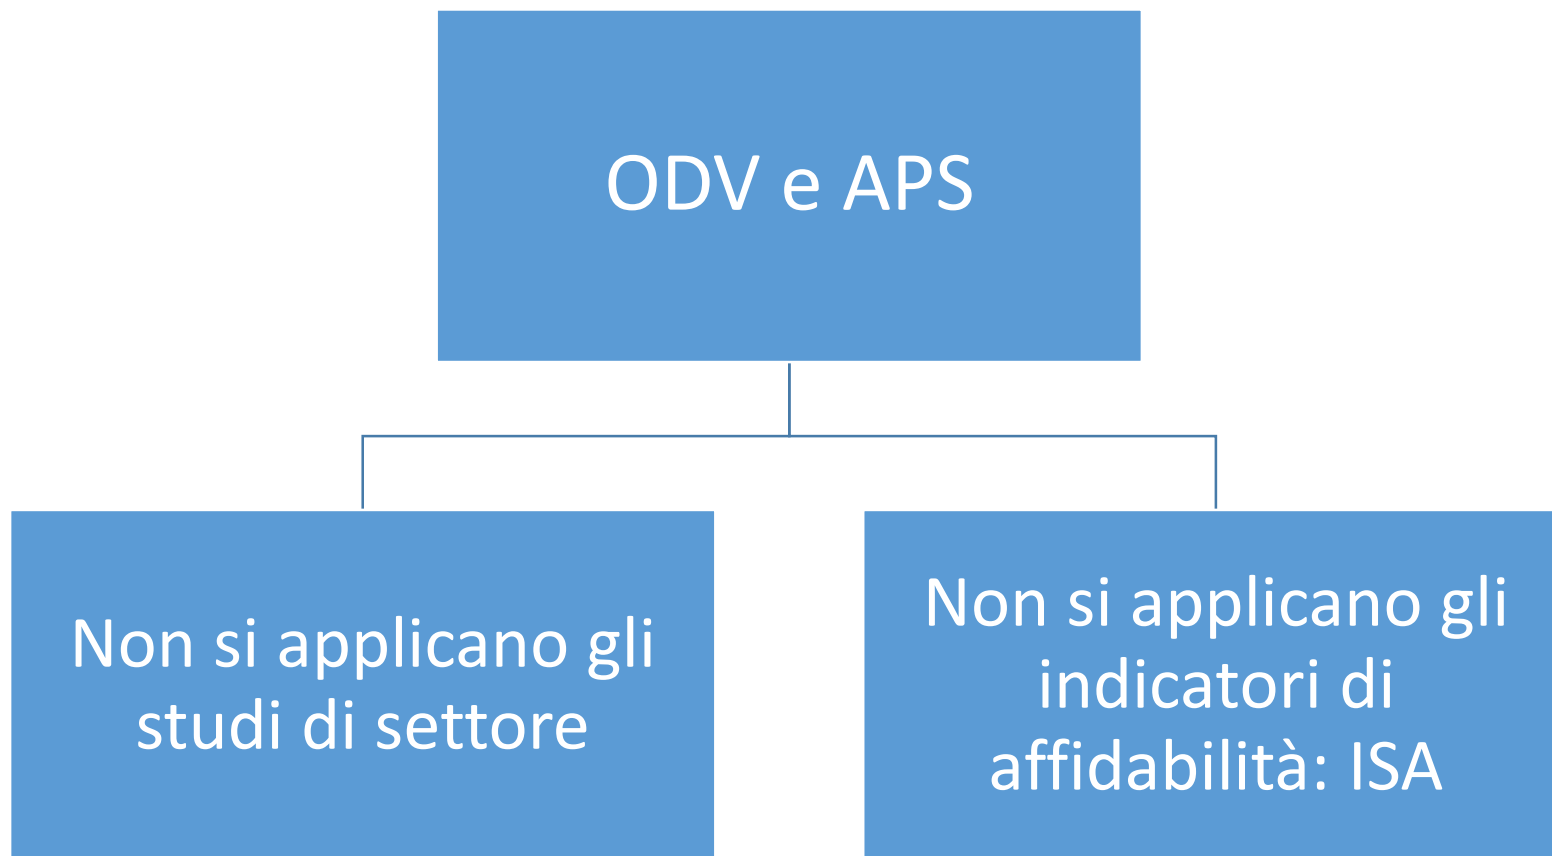 ODV e APS
Non si applicano gli
studi di settore
Non si applicano gli
indicatori di
affidabilità: ISA